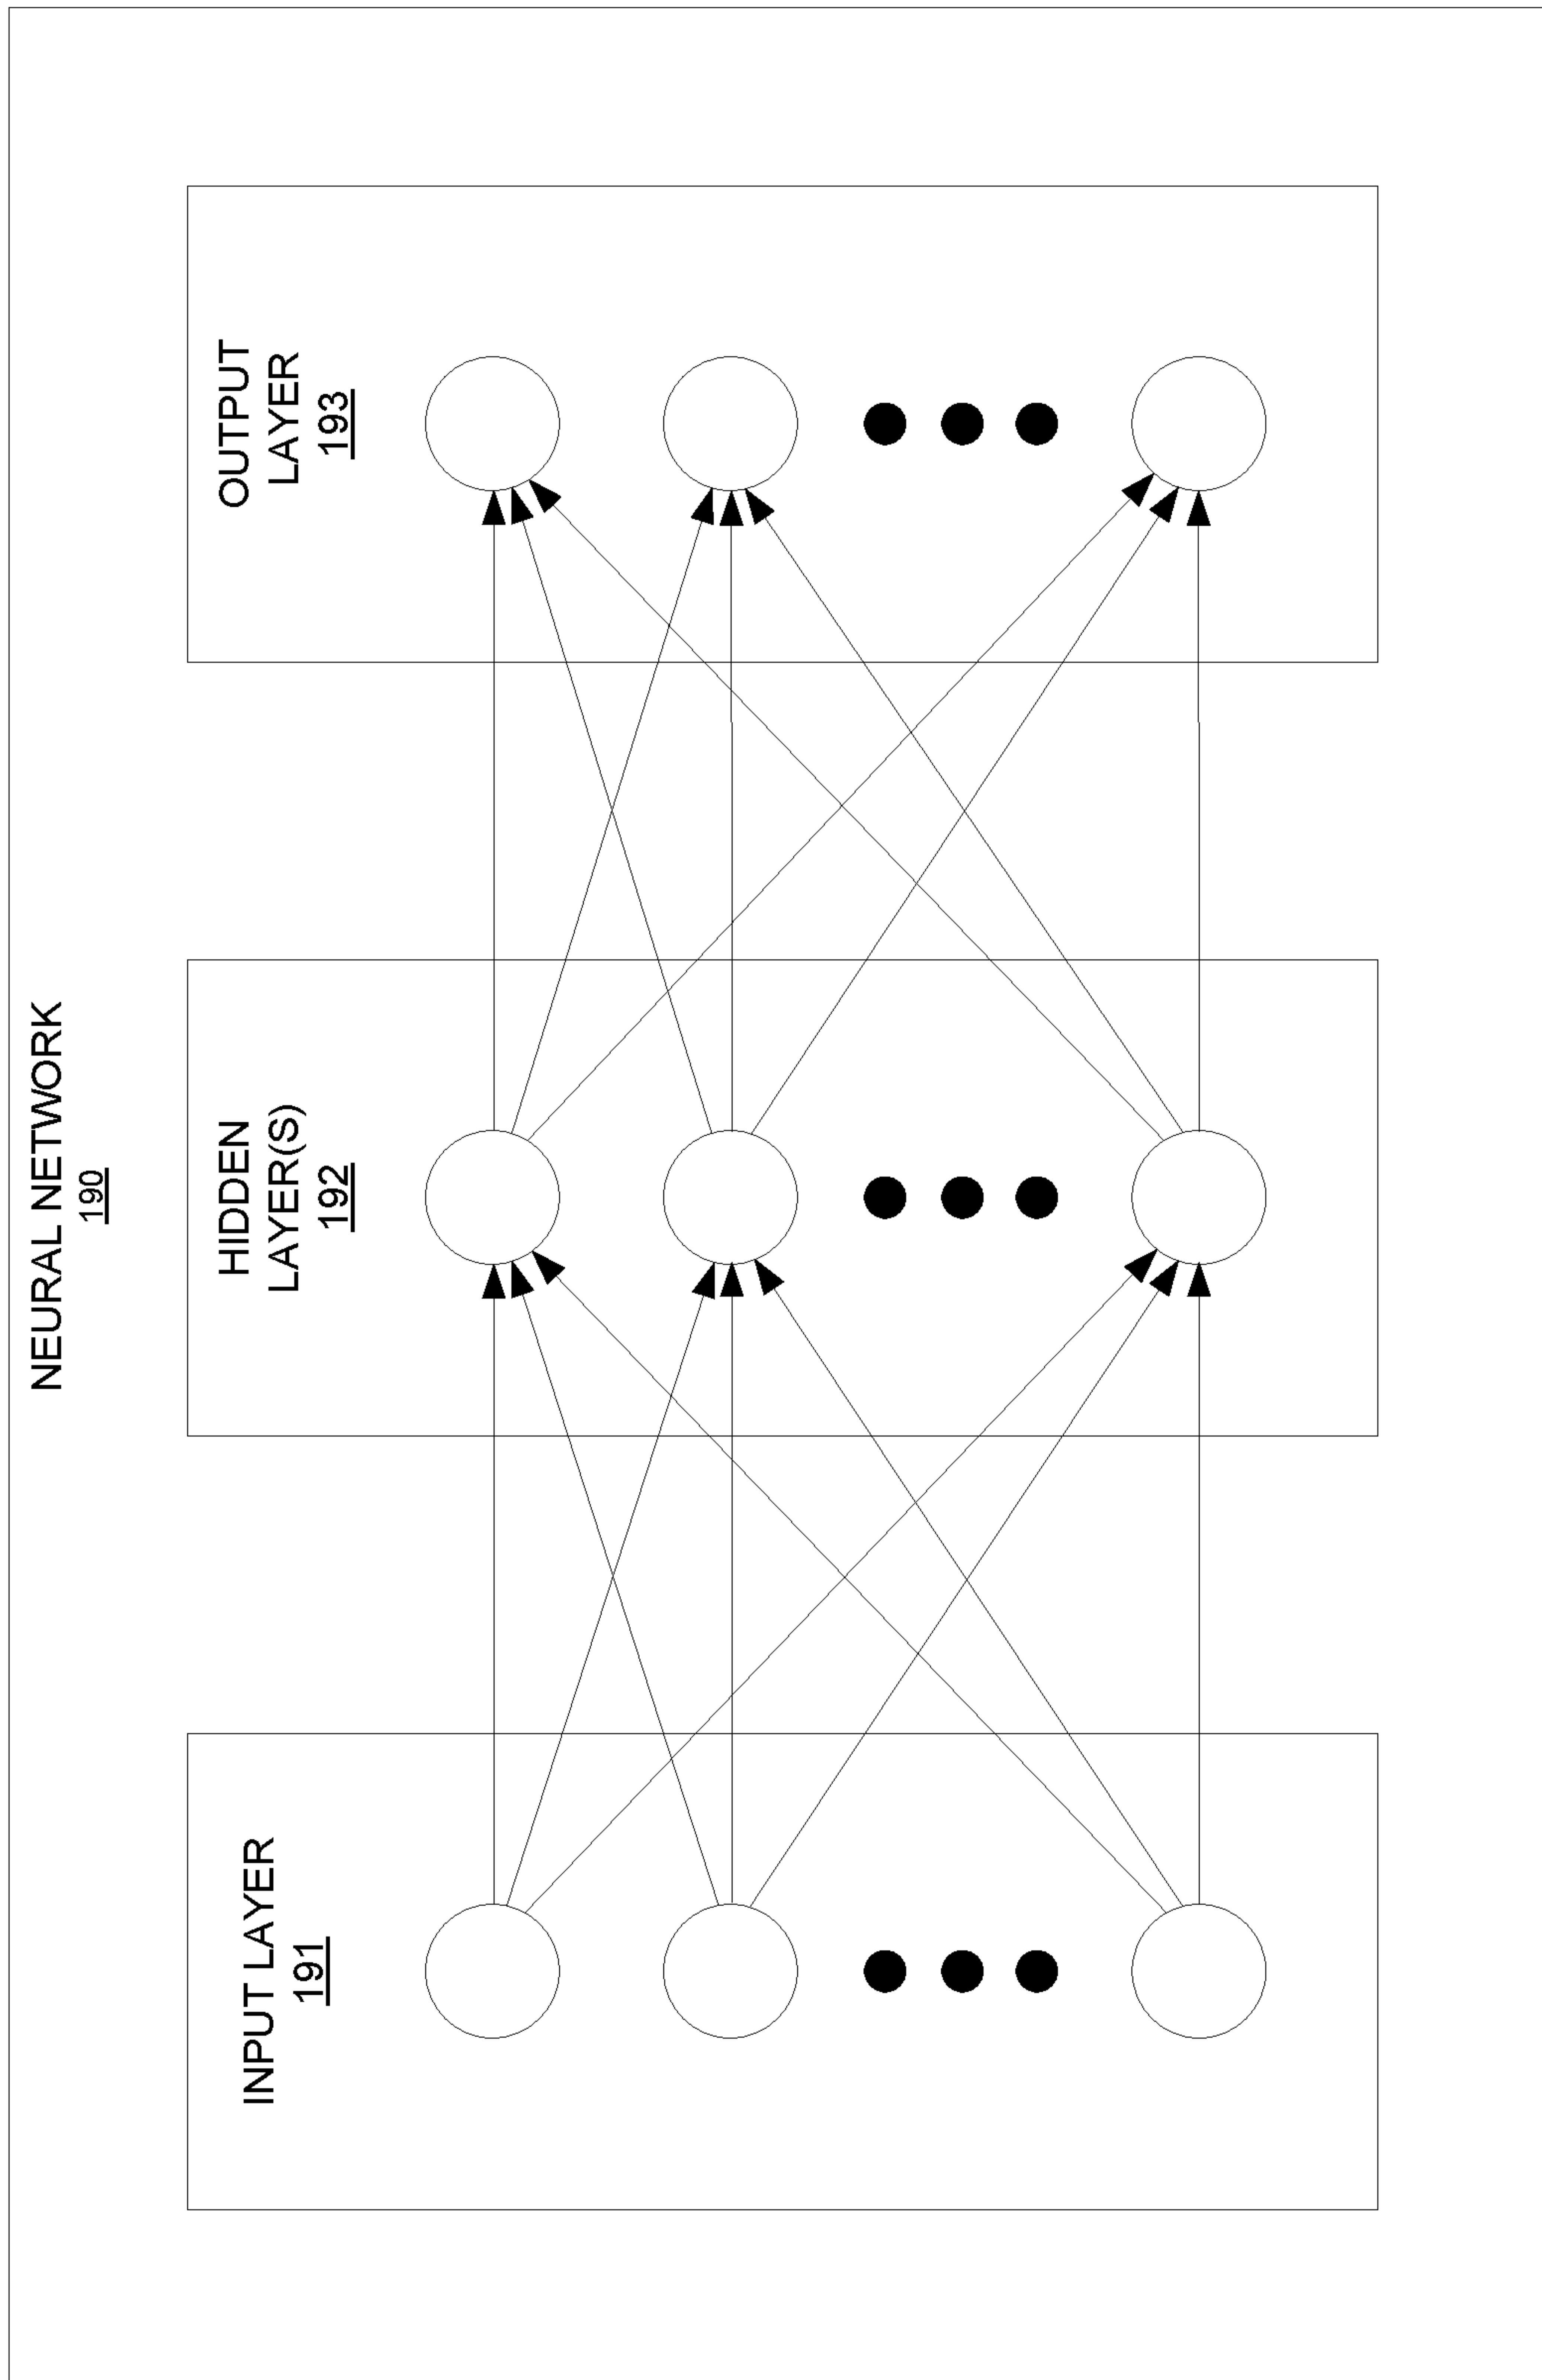 NEURAL NETWORK
190
INPUT LAYER
191
HIDDEN
LAYER(S)
192
OUTPUT
LAYER
193